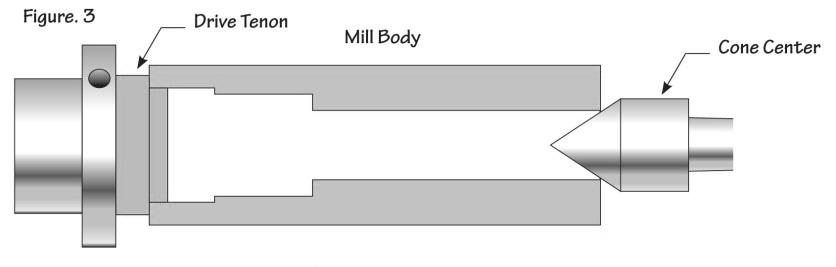 Figure. 3
Drive Tenon
Mill Body
Cone Center